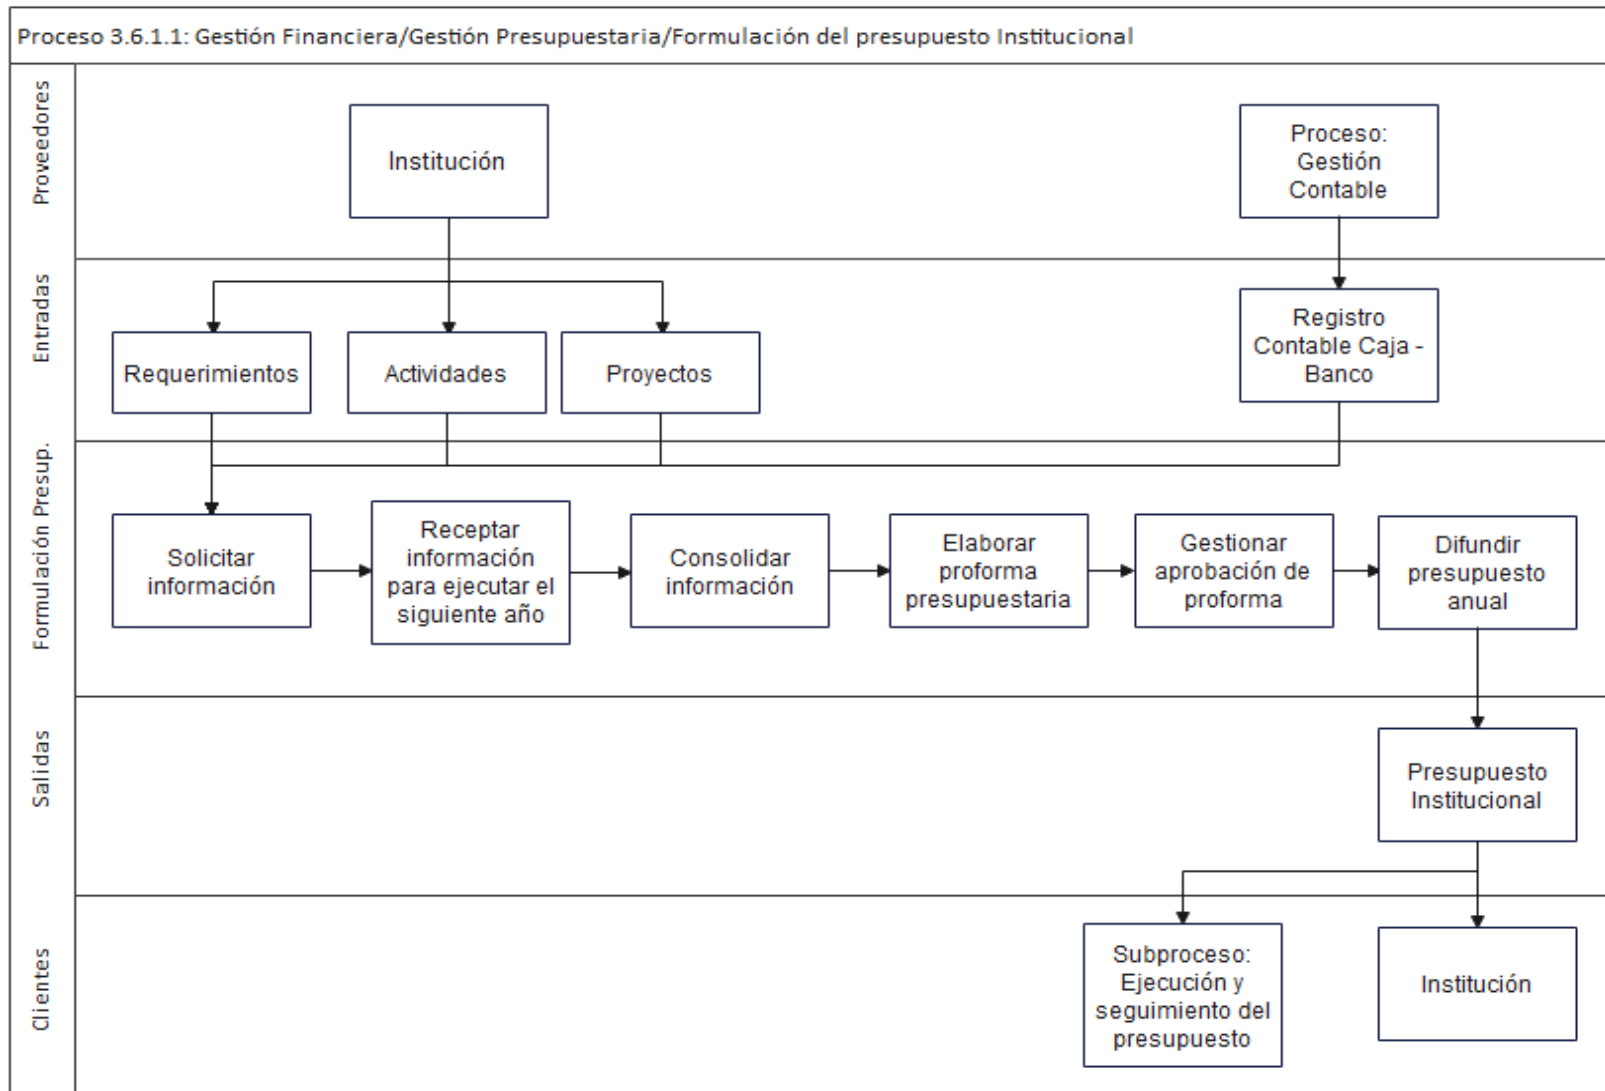 Proceso 3.6.1.1: Gestión Financiera/Gestión Presupuestaria/Formulación del presupuesto Institucional
Proveedores
Institución
Proceso:
Gestión
Contable
Entradas
Requerimientos
Actividades
Proyectos
Registro
Contable Caja -
Banco
Formulación Presup.
Solicitar
información
Receptar
información
para ejecutar el
siguiente año
Consolidar
información
Elaborar
proforma
presupuestaria
Gestionar
aprobación de
proforma
Difundir
presupuesto
anual
Salidas
Presupuesto
Institucional
Clientes
Subproceso:
Ejecución y
seguimiento del
presupuesto
Institución